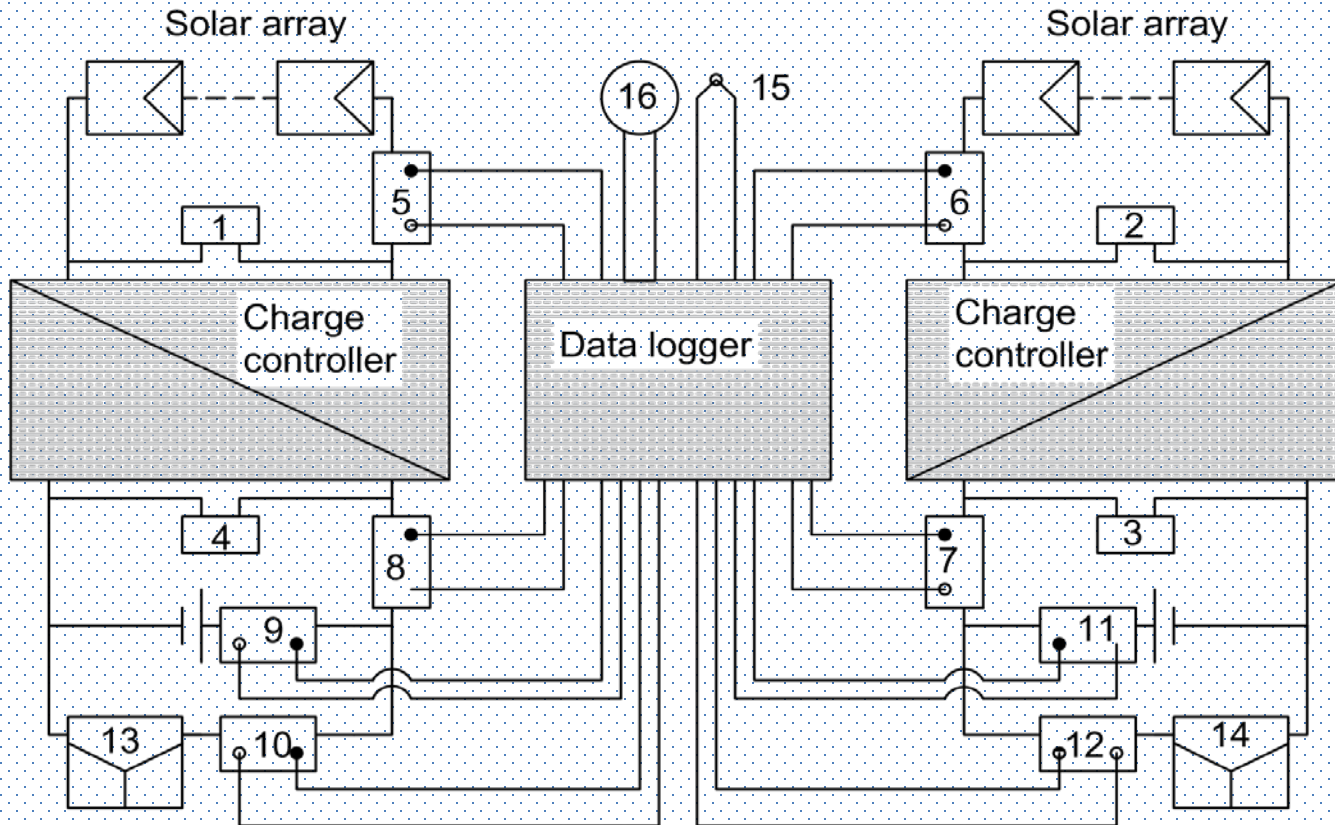 Solar array
Solar array
16
15
5
6
1
2
Charge
controller
Data logger
Charge
controller
4
8
7
3
9
11
13
10
12
14